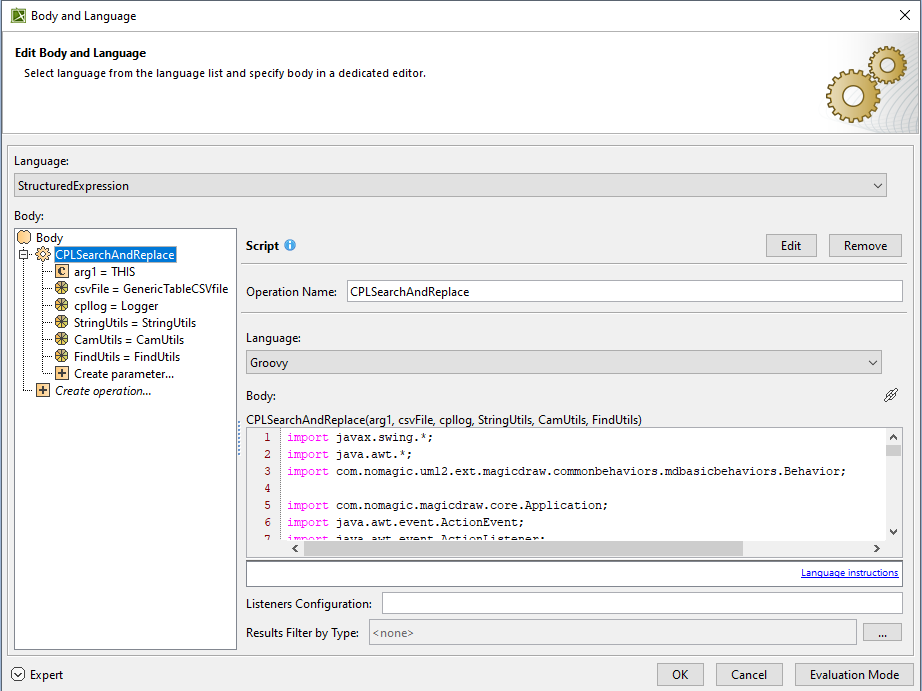 Body and Language
Edit Body and Language
Select language from the language list and specify body in a dedicated editor.
Language:
StructuredExpression
Body:
Body
CPLSearchAndReplace
arg1 = THIS
csvFile = GenericTableCSVfile
cpllog = Logger
StringUtils = StringUtils
CamUtils = CamUtils
FindUtils = FindUtils
Create parameter...
Create operation...
Script
Edit
Remove
Operation Name: CPLSearchAndReplace
Language:
Groovy
Body:
CPLSearchAndReplace(arg1, csvFile, cpllog, StringUtils, CamUtils, FindUtils)
1 import javax.swing.*;
2 import java.awt.*;
3 import com.nomagic.uml2.ext.magicdraw.commonbehaviors.mdbasicbehaviors.Behavior;
4
5 import com.nomagic.magicdraw.core.Application;
6 import java.awt.event.ActionEvent;
7 import java.awt.event.ActionListener;
Language instructions
Listeners Configuration:
Results Filter by Type: <none> ...
Expert
OK
Cancel
Evaluation Mode